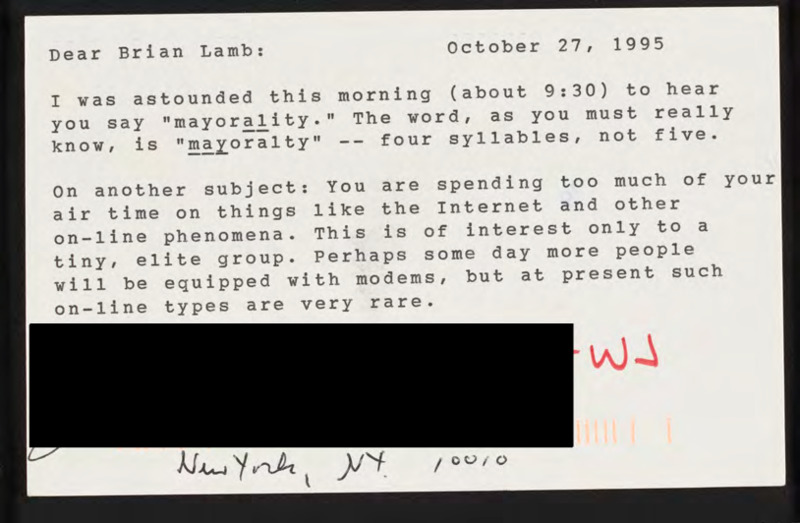 Dear Brian Lamb: October 27, 1995
I was astounded this morning (about 9:30) to hear
you say "mayorality." The word, as you must really
know, is "mayoralty" -- four syllables, not five.
On another subject: You are spending too much of your
air time on things like the Internet and other
on-line phenomena. This is of interest only to a
tiny, elite group. Perhaps some day more people
will be equipped with modems, but at present such
on-line types are very rare.
New York, NY. 10010